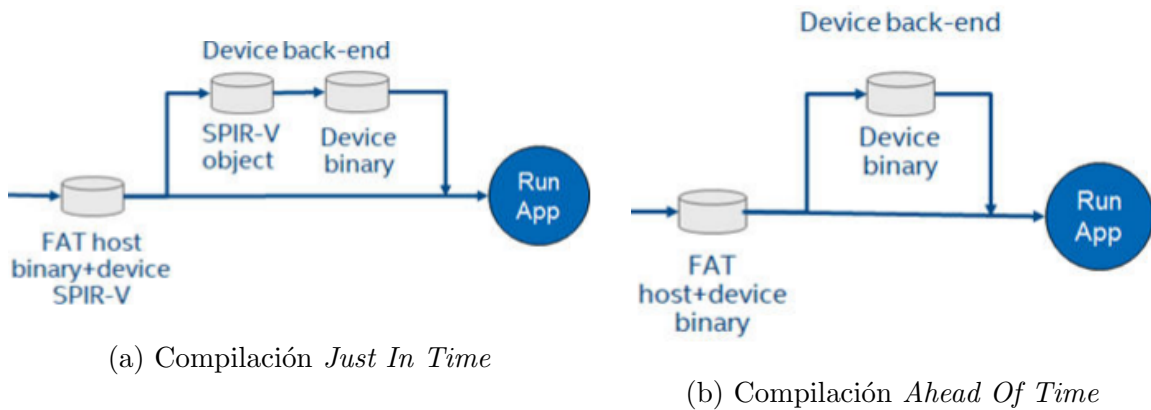 Device back-end
SPIR-V
object
Device
binary
FAT host
binary+device
SPIR-V
Run
App
(a) Compilación Just In Time
Device back-end
Device
binary
FAT
host+device
binary
Run
App
(b) Compilación Ahead Of Time